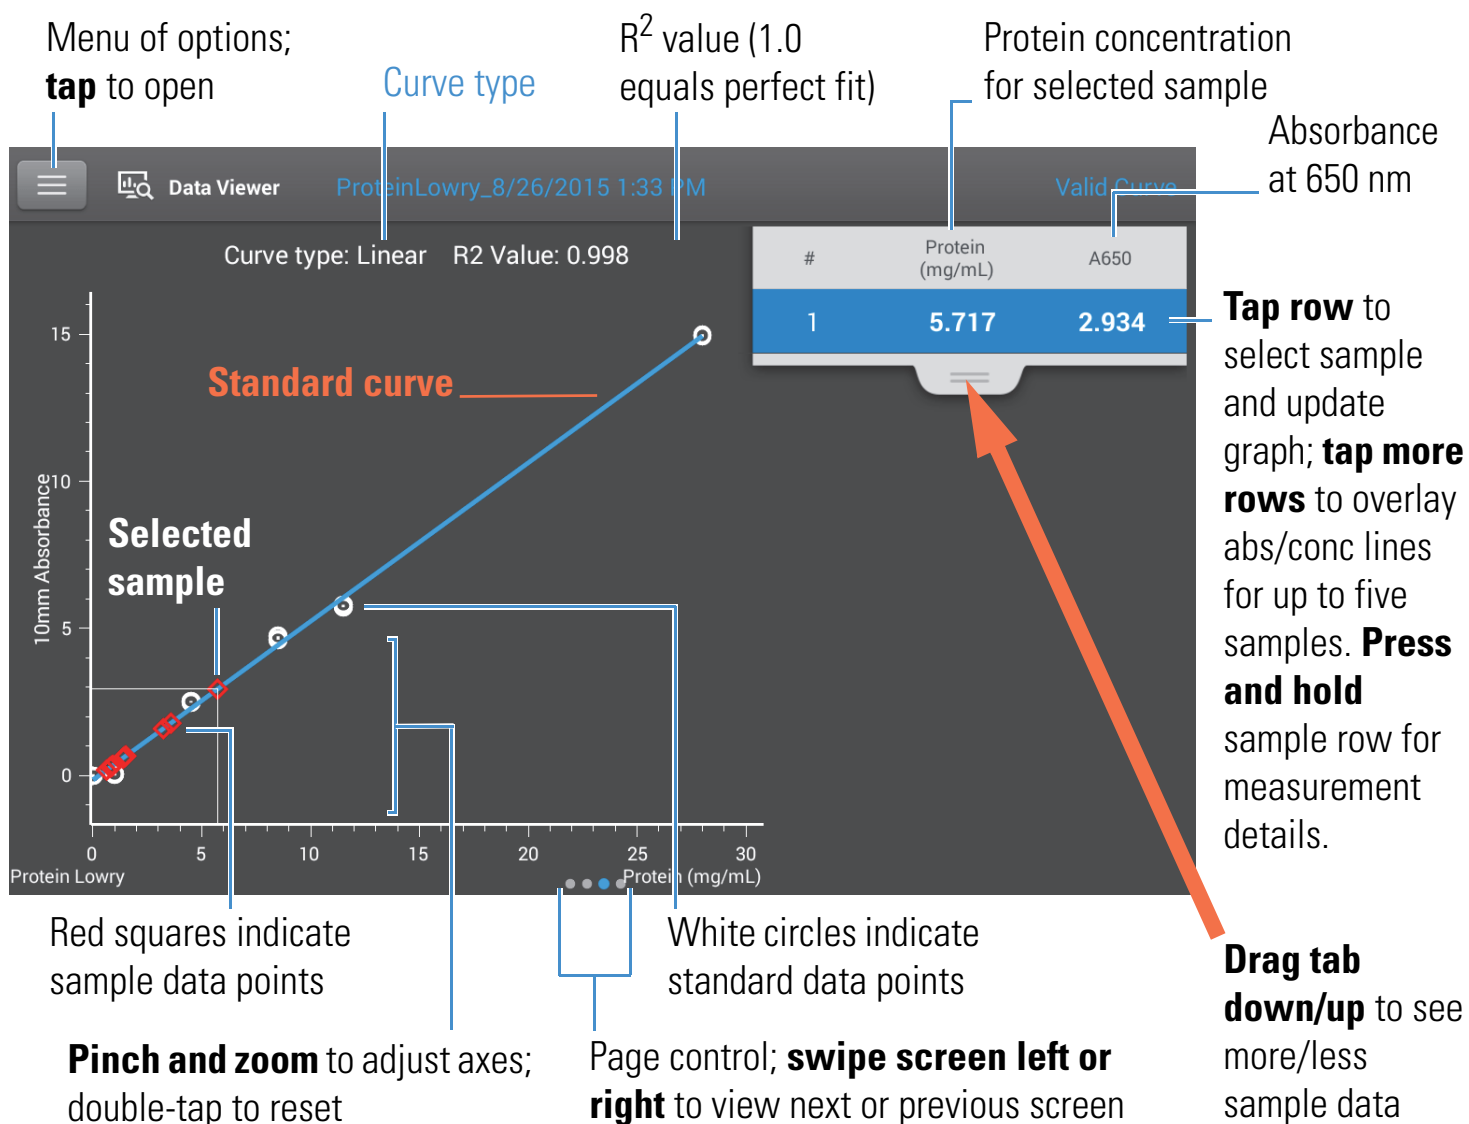 Menu of options;
tap to open
Curve type
R2 value (1.0
equals perfect fit)
Protein concentration
for selected sample
Absorbance
at 650 nm
Data Viewer
ProteinLowry_8/26/2015 1:33 PM
Valid Curve
Curve type: Linear R2 Value: 0.998
# Protein (mg/mL) A650
1 5.717 2.934
Standard curve
Selected
sample
10mm Absorbance
15
10
5
0
0 5 10 15 20 25 30
Protein Lowry
Protein (mg/mL)
Tap row to
select sample
and update
graph; tap more
rows to overlay
abs/conc lines
for up to five
samples. Press
and hold
sample row for
measurement
details.
Red squares indicate
sample data points
White circles indicate
standard data points
Pinch and zoom to adjust axes;
double-tap to reset
Page control; swipe screen left or
right to view next or previous screen
Drag tab
down/up to see
more/less
sample data